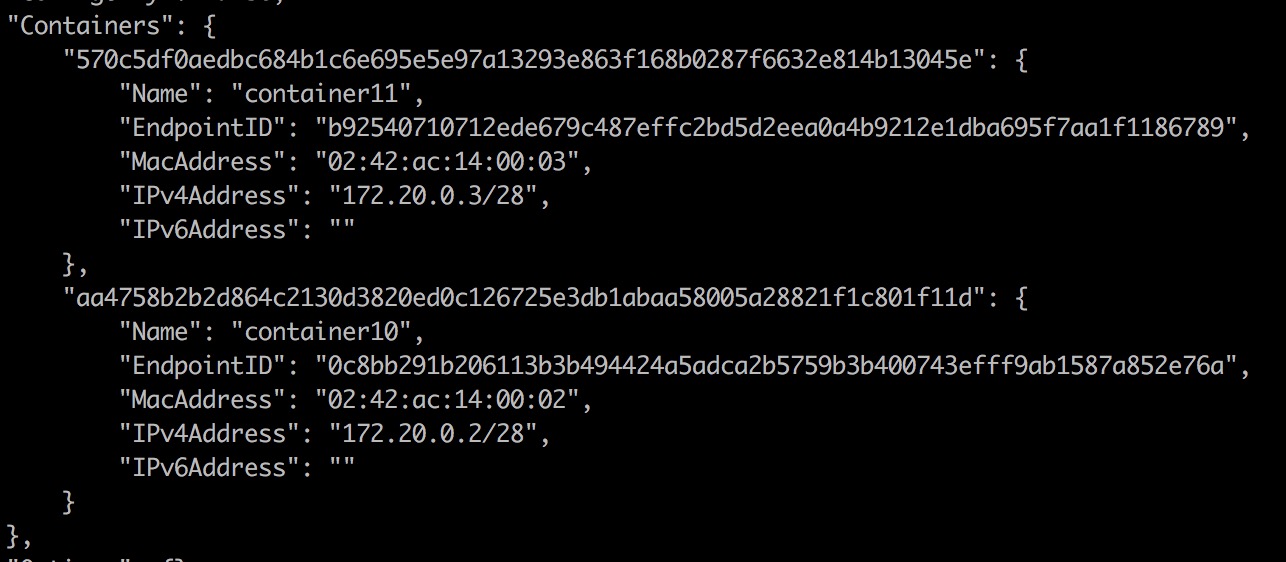 "Containers": {
"570c5df0aedbc684b1c6e695e5e97a13293e863f168b0287f6632e814b13045e": {
"Name": "container11",
"EndpointID": "b92540710712ede679c487effc2bd5d2eea0a4b9212e1dba695f7aa1f1186789",
"MacAddress": "02:42:ac:14:00:03",
"IPv4Address": "172.20.0.3/28",
"IPv6Address": ""
},
"aa4758b2b2d864c2130d3820ed0c126725e3db1abaa58005a28821f1c801f11d": {
"Name": "container10",
"EndpointID": "0c8bb291b206113b3b494424a5adca2b5759b3b400743efff9ab1587a852e76a",
"MacAddress": "02:42:ac:14:00:02",
"IPv4Address": "172.20.0.2/28",
"IPv6Address": ""
}
},